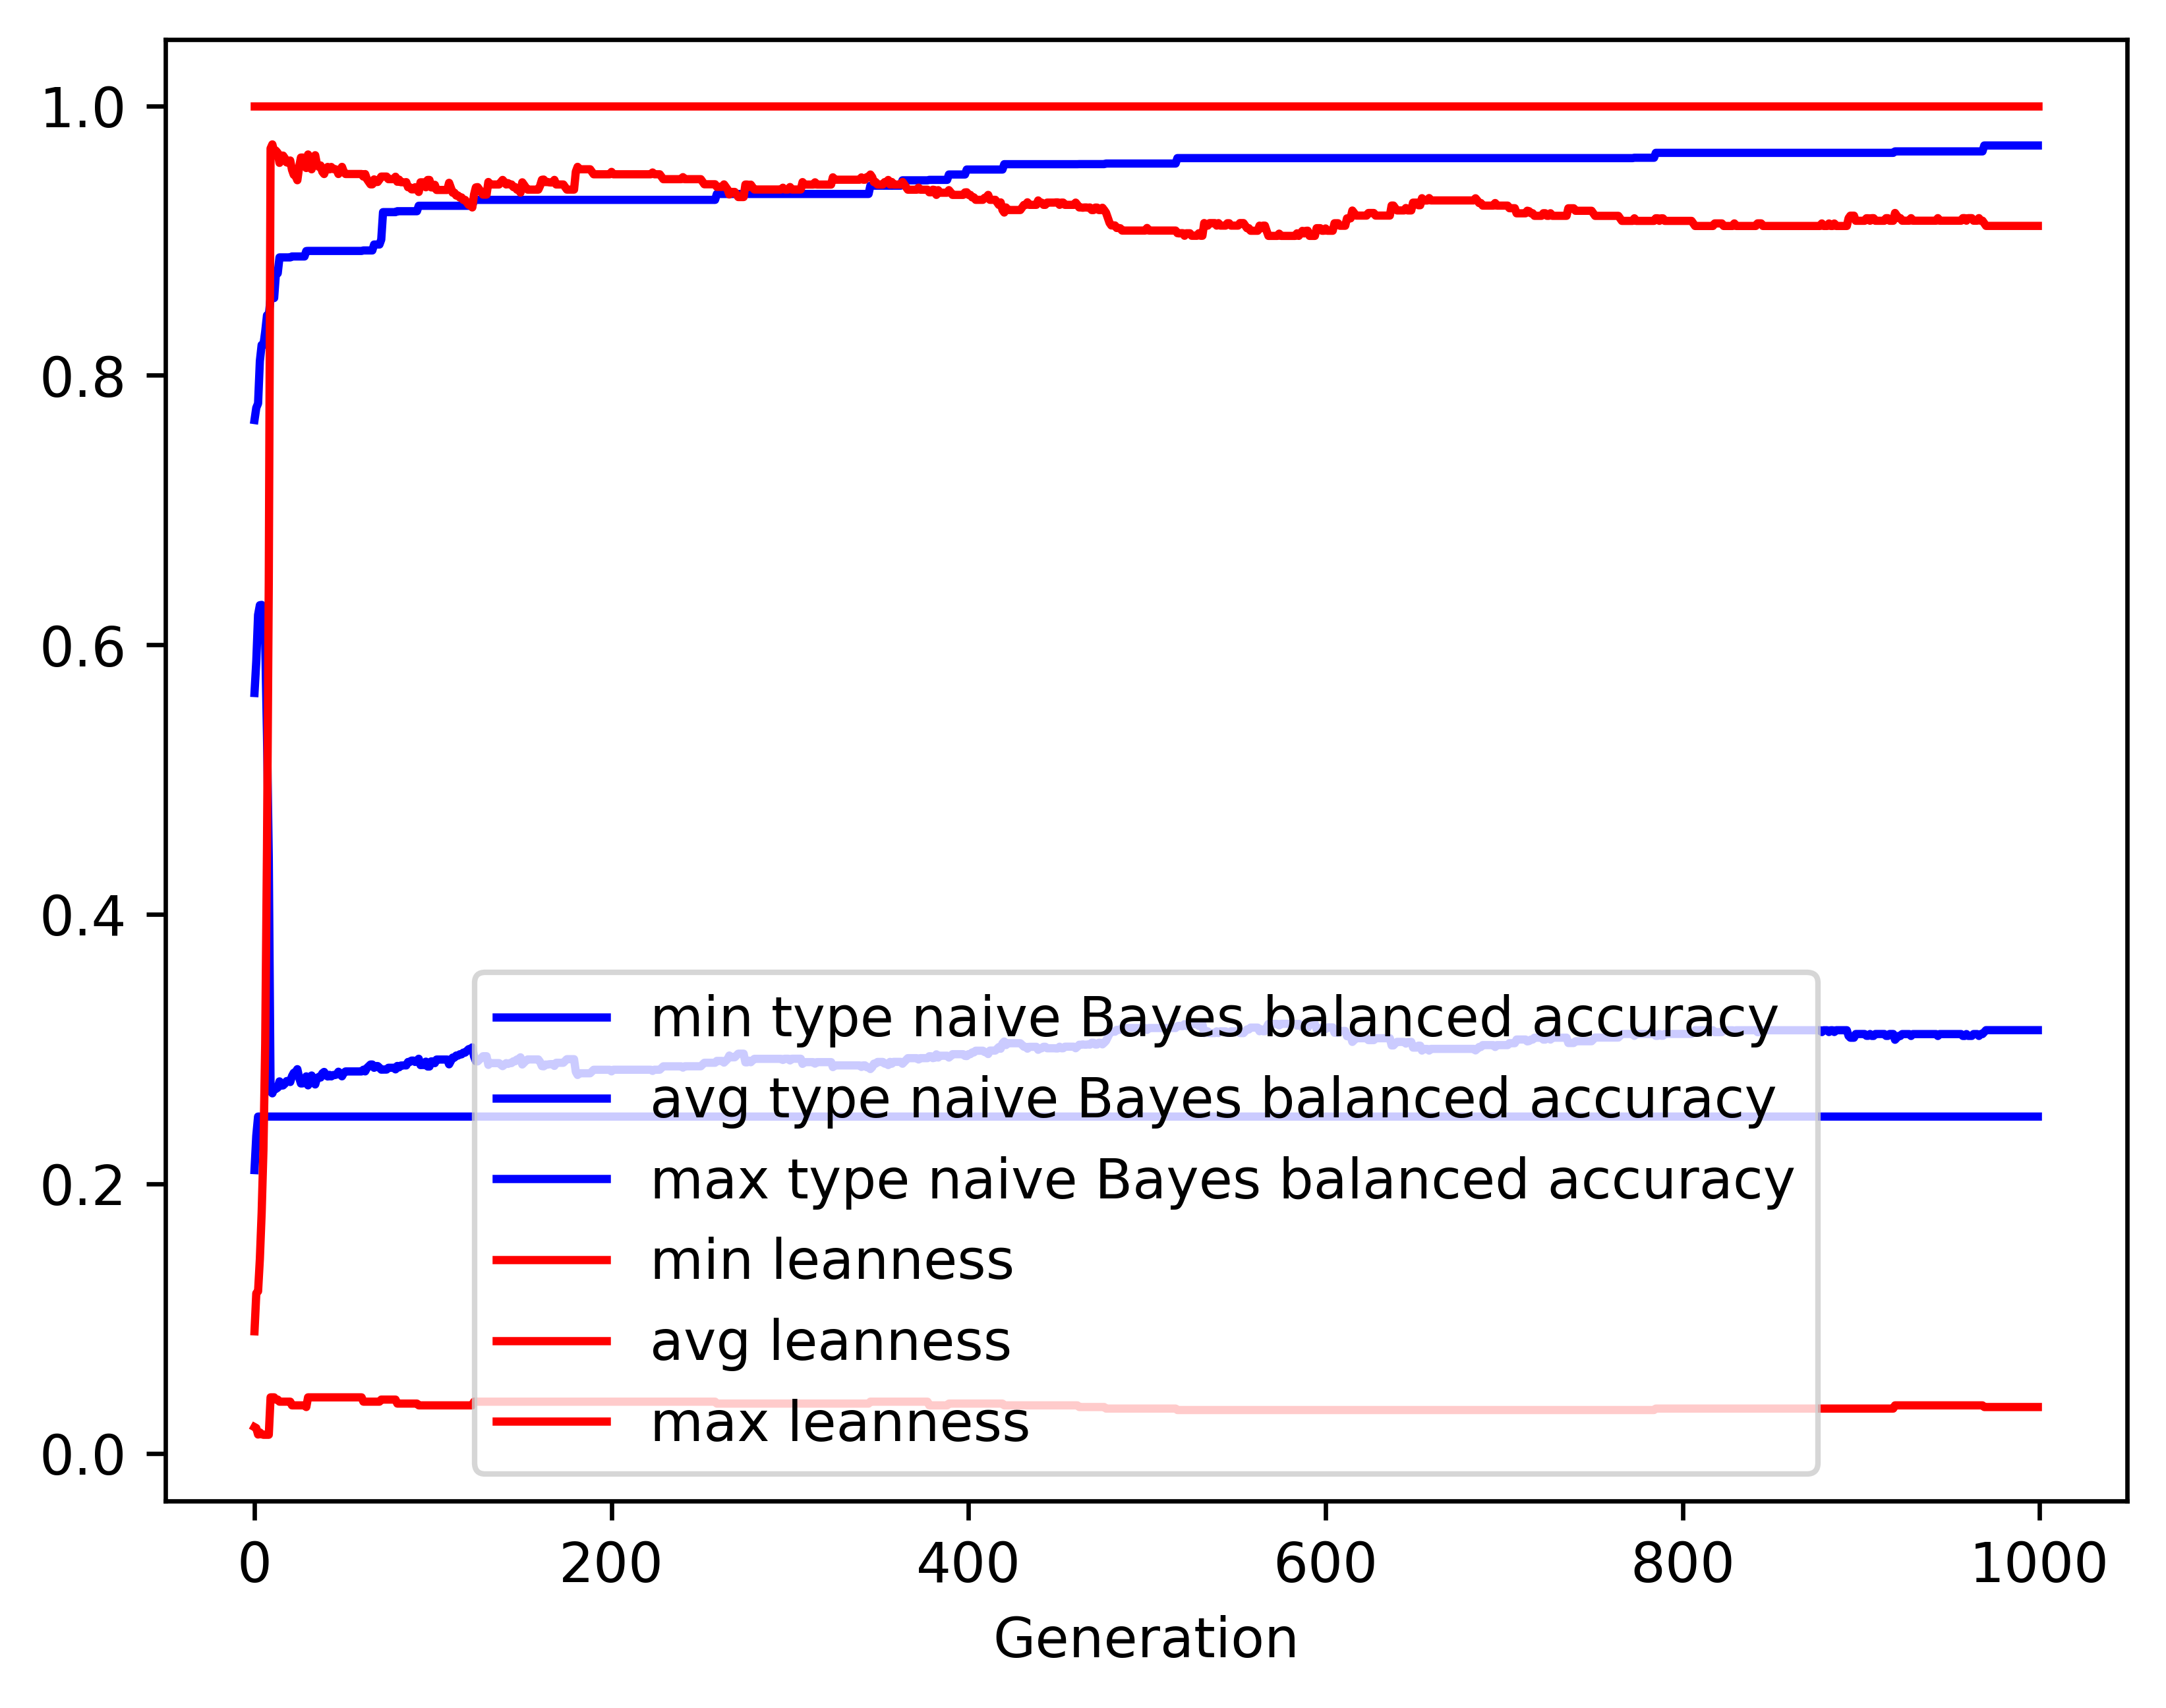 1.0
0.8
0.6
0.4
0.2
0.0
min type naive Bayes balanced accuracy
avg type naive Bayes balanced accuracy
max type naive Bayes balanced accuracy
min leanness
avg leanness
max leanness
0 200 400 600 800 1000
Generation